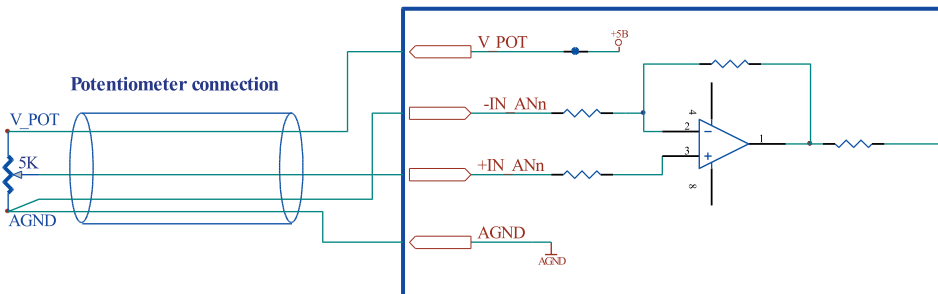 Potentiometer connection
V_POT
5K
AGND
V_POT
+5B
-IN_ANn
+IN_ANn
AGND
AGND
4
2
3
1
8